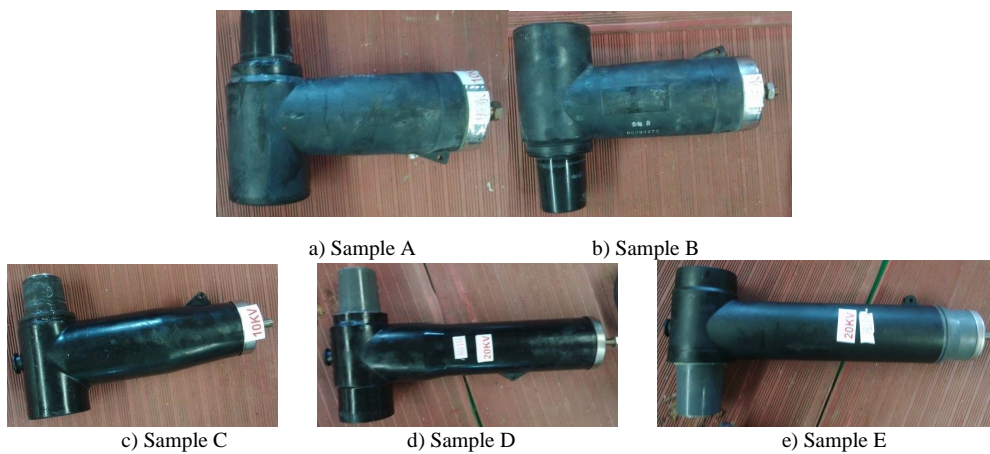 a) Sample A
b) Sample B
10KV
20KV
20KV
c) Sample C
d) Sample D
e) Sample E